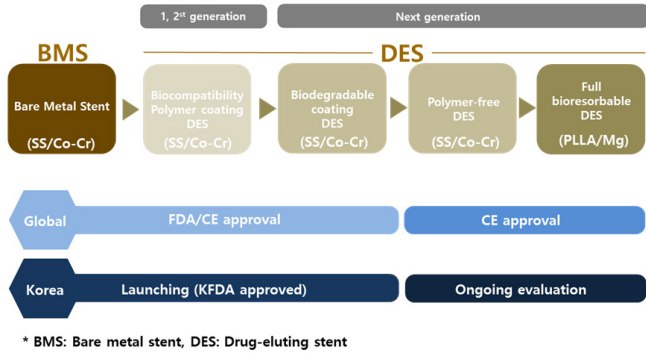 1, 2ˢᵗ generation
Next generation
BMS
DES
Bare Metal Stent
(SS/Co-Cr)
Biocompatibility
Polymer coating
DES
(SS/Co-Cr)
Biodegradable
coating
DES
(SS/Co-Cr)
Polymer-free
DES
(SS/Co-Cr)
Full
bioresorbable
DES
(PLLA/Mg)
Global
FDA/CE approval
CE approval
Korea
Launching (KFDA approved)
Ongoing evaluation
* BMS: Bare metal stent, DES: Drug-eluting stent